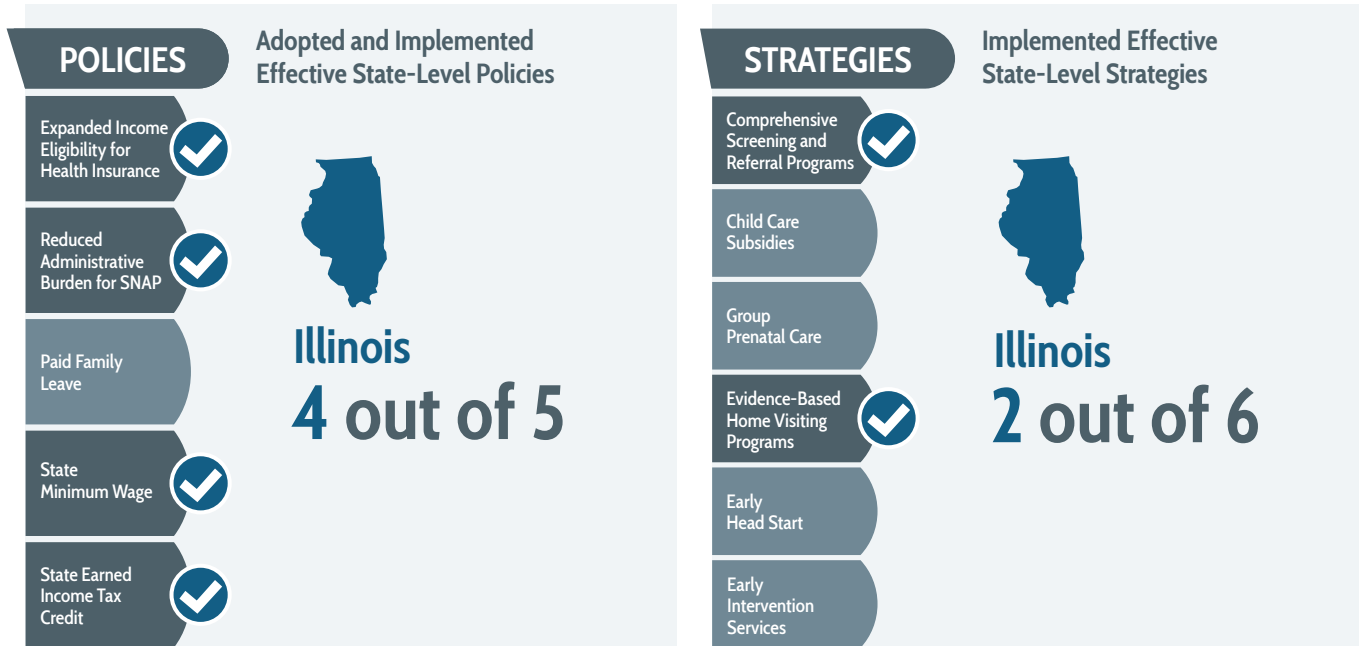 POLICIES
Adopted and Implemented
Effective State-Level Policies
Expanded Income
Eligibility for
Health Insurance
Reduced
Administrative
Burden for SNAP
Paid Family
Leave
State
Minimum Wage
State Earned
Income Tax
Credit
Illinois
4 out of 5
STRATEGIES
Implemented Effective
State-Level Strategies
Comprehensive
Screening and
Referral Programs
Child Care
Subsidies
Group
Prenatal Care
Evidence-Based
Home Visiting
Programs
Early
Head Start
Early
Intervention
Services
Illinois
2 out of 6